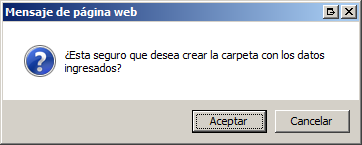 Mensaje de página web
¿Esta seguro que desea crear la carpeta con los datos
ingresados?
Aceptar
Cancelar